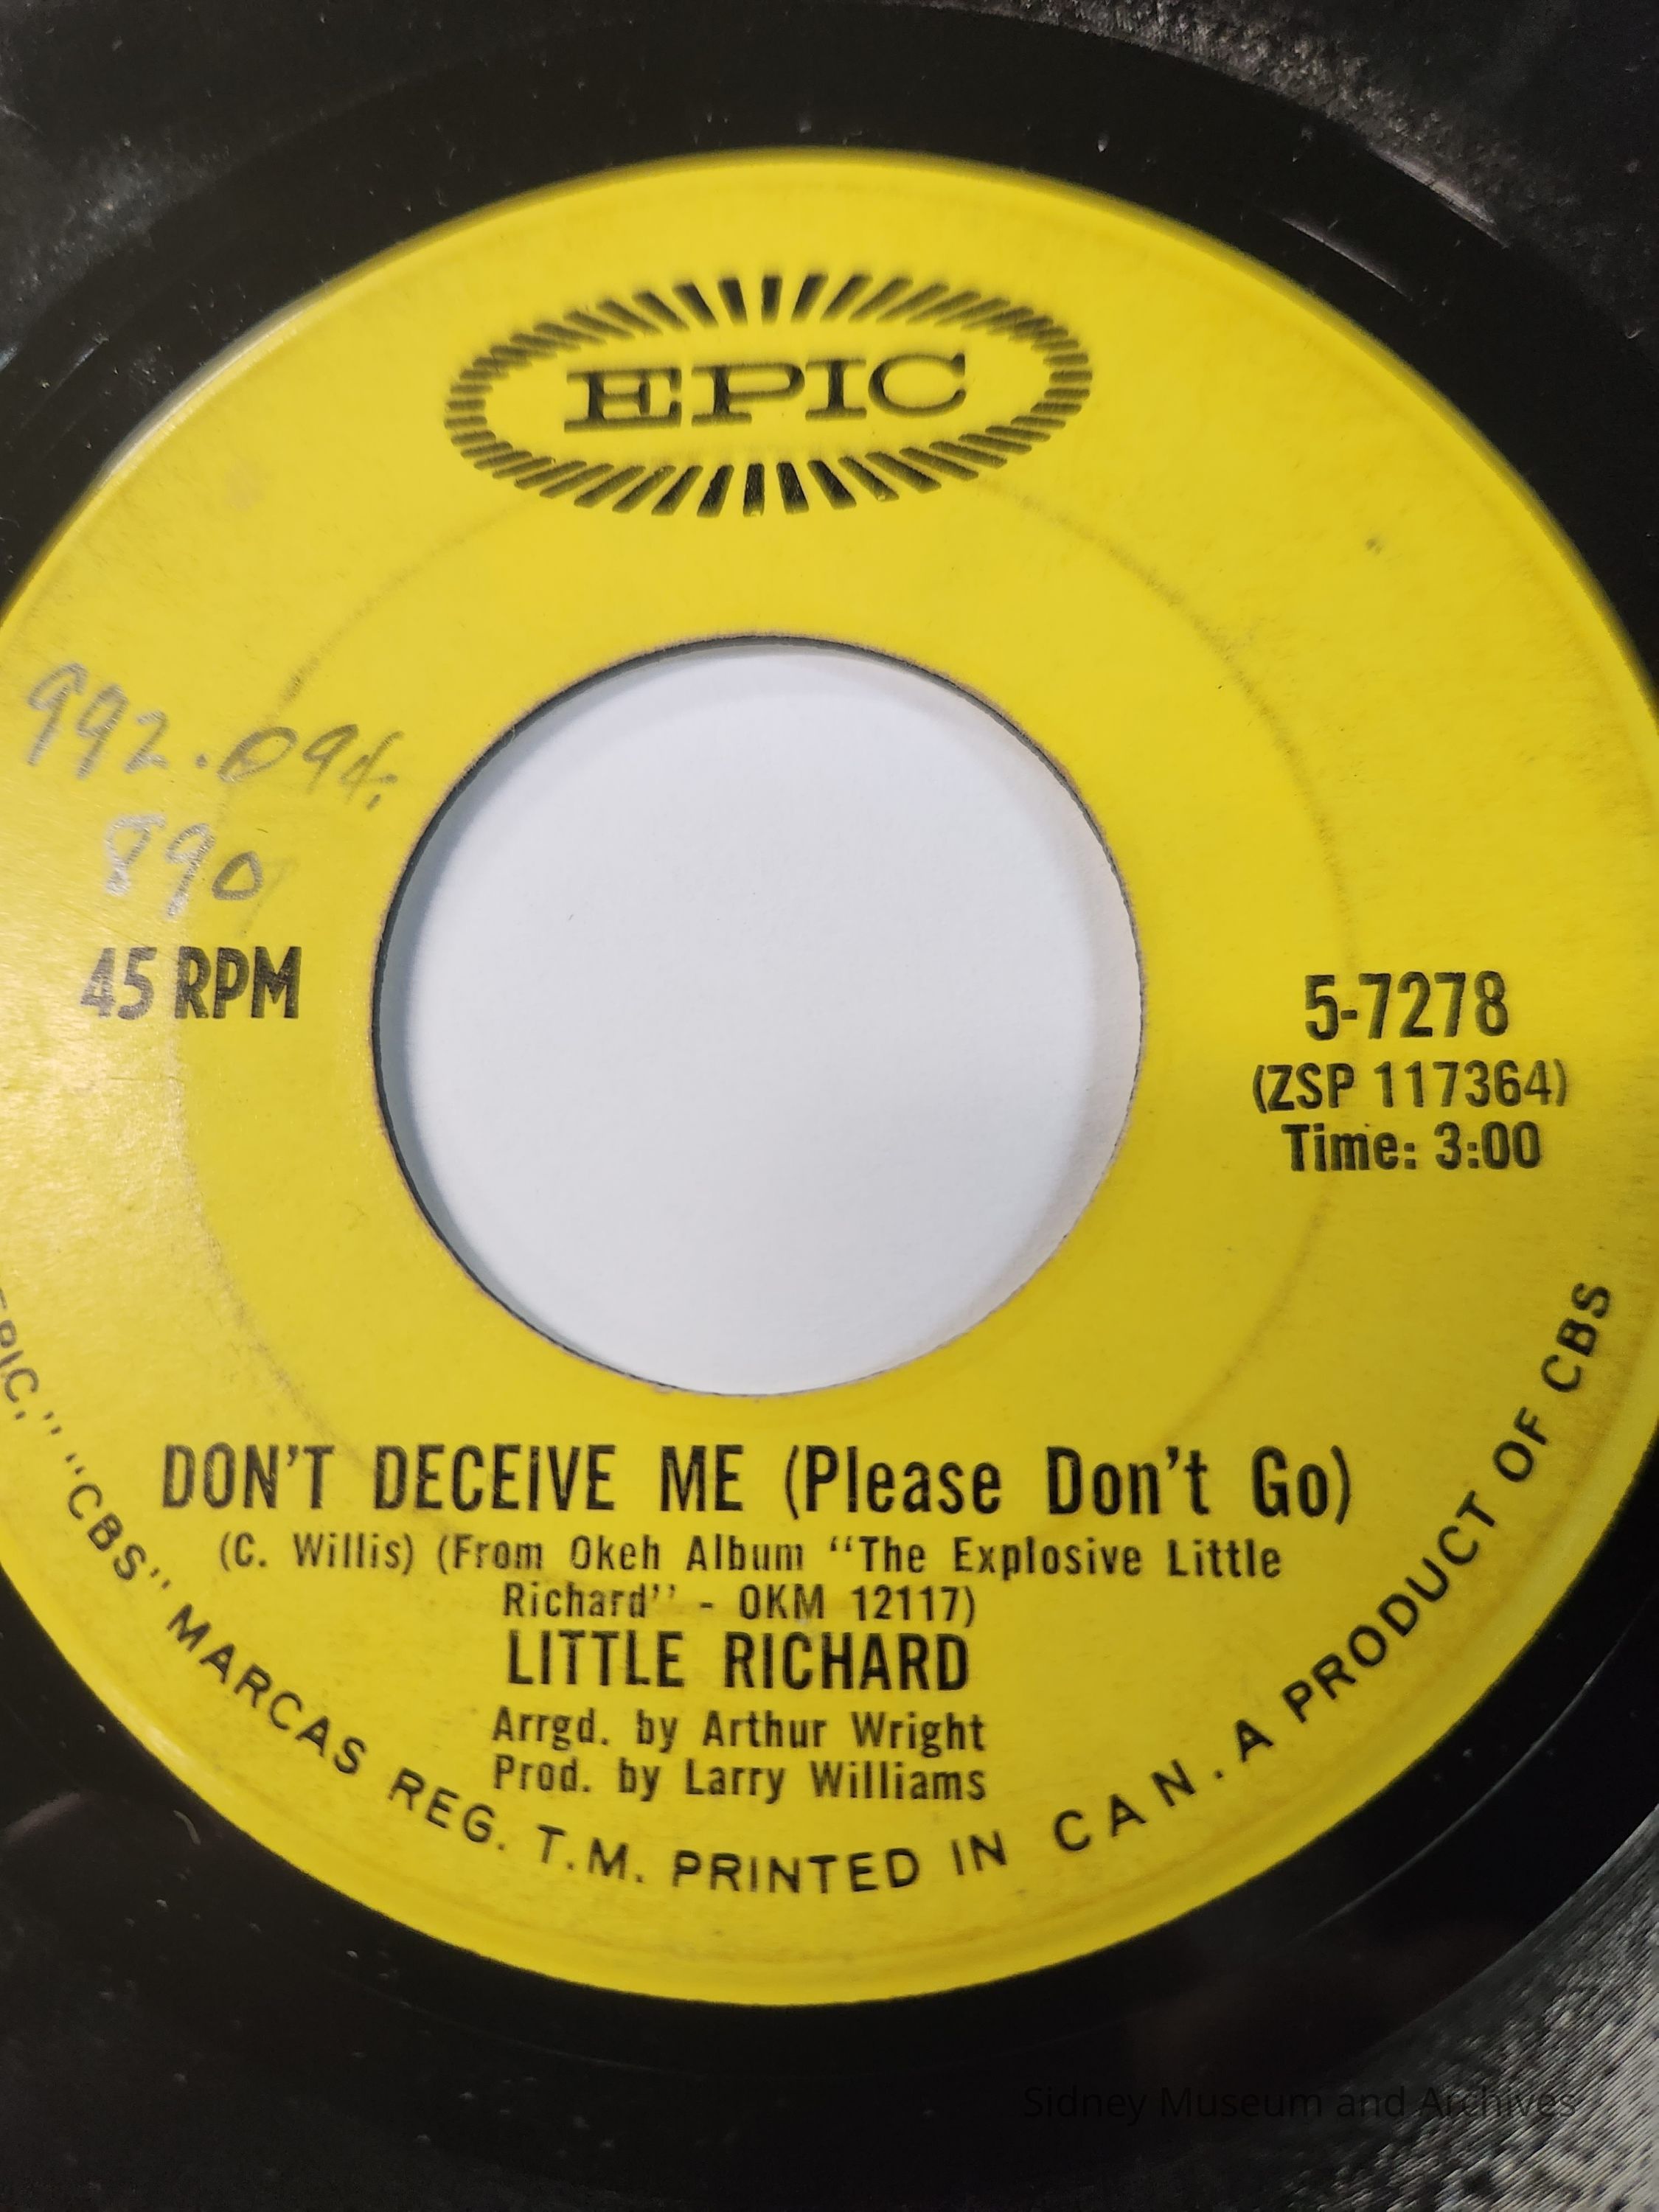 EPIC
992.094.
890
45 RPM
5-7278
(ZSP 117364)
Time: 3:00
DON'T DECEIVE ME (Please Don't Go)
(C. Willis) (From Okeh Album "The Explosive Little
Richard" - OKM 12117)
LITTLE RICHARD
Arrgd. by Arthur Wright
Prod. by Larry Williams
EPIC," "CBS" MARCAS REG. T.M. PRINTED IN CAN. A PRODUCT OF CBS
Sidney Museum and Archives